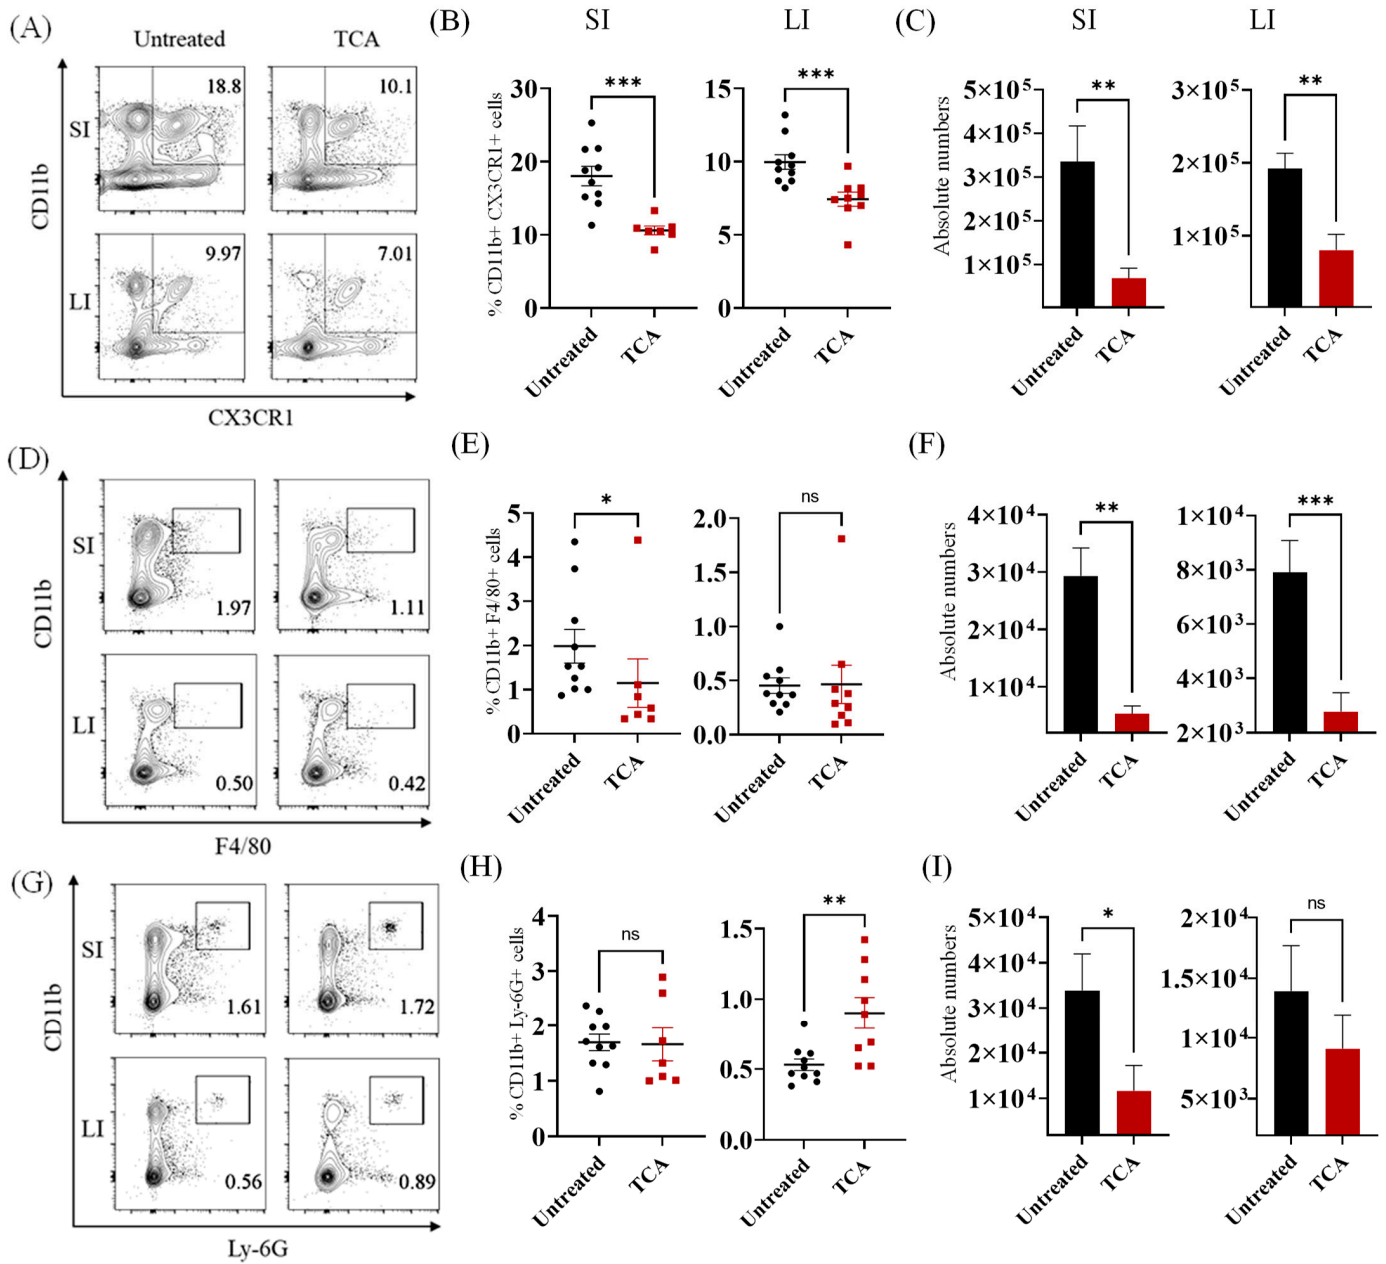 (A)
Untreated
TCA
CD11b
SI
18.8
10.1
LI
9.97
7.01
CX3CR1
(B)
SI
LI
% CD11b+ CX3CR1+ cells
30
20
10
0
***
Untreated
TCA
15
10
5
0
***
Untreated
TCA
(C)
SI
LI
Absolute numbers
5×10⁵
4×10⁵
3×10⁵
2×10⁵
1×10⁵
**
Untreated
TCA
3×10⁵
2×10⁵
1×10⁵
**
Untreated
TCA
(D)
CD11b
SI
1.97
1.11
LI
0.50
0.42
F4/80
(E)
% CD11b+ F4/80+ cells
5
4
3
2
1
0
*
Untreated
TCA
2.0
1.5
1.0
0.5
0.0
ns
Untreated
TCA
(F)
Absolute numbers
4×10⁴
3×10⁴
2×10⁴
1×10⁴
**
Untreated
TCA
1×10⁴
8×10³
6×10³
4×10³
2×10³
***
Untreated
TCA
(G)
CD11b
SI
1.61
1.72
LI
0.56
0.89
Ly-6G
(H)
% CD11b+ Ly-6G+ cells
4
3
2
1
0
ns
Untreated
TCA
1.5
1.0
0.5
0.0
**
Untreated
TCA
(I)
Absolute numbers
5×10⁴
4×10⁴
3×10⁴
2×10⁴
1×10⁴
*
Untreated
TCA
2×10⁴
1.5×10⁴
1×10⁴
5×10³
ns
Untreated
TCA